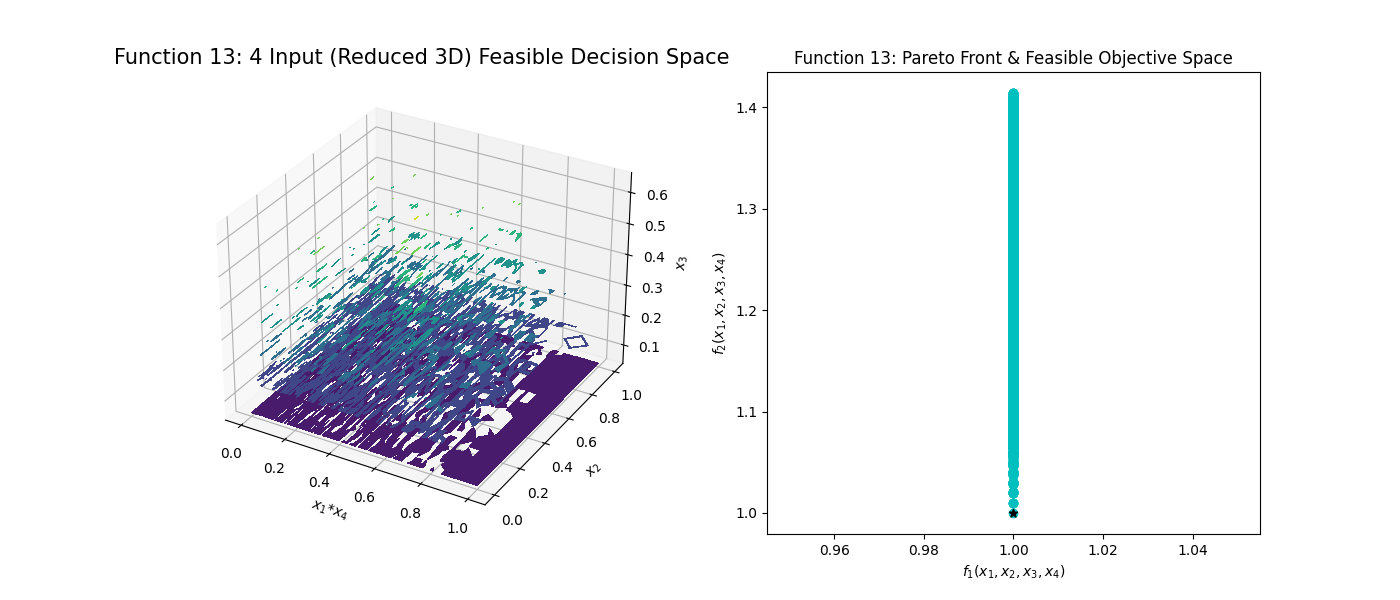 Function 13: 4 Input (Reduced 3D) Feasible Decision Space
0.6
0.5
0.4
0.3
0.2
0.1
x₃
0.0
0.2
0.4
0.6
0.8
1.0
x₁*x₄
0.0
0.2
0.4
0.6
0.8
1.0
x₂
Function 13: Pareto Front & Feasible Objective Space
1.4
1.3
1.2
1.1
1.0
f₂(x₁, x₂, x₃, x₄)
0.96 0.98 1.00 1.02 1.04
f₁(x₁, x₂, x₃, x₄)